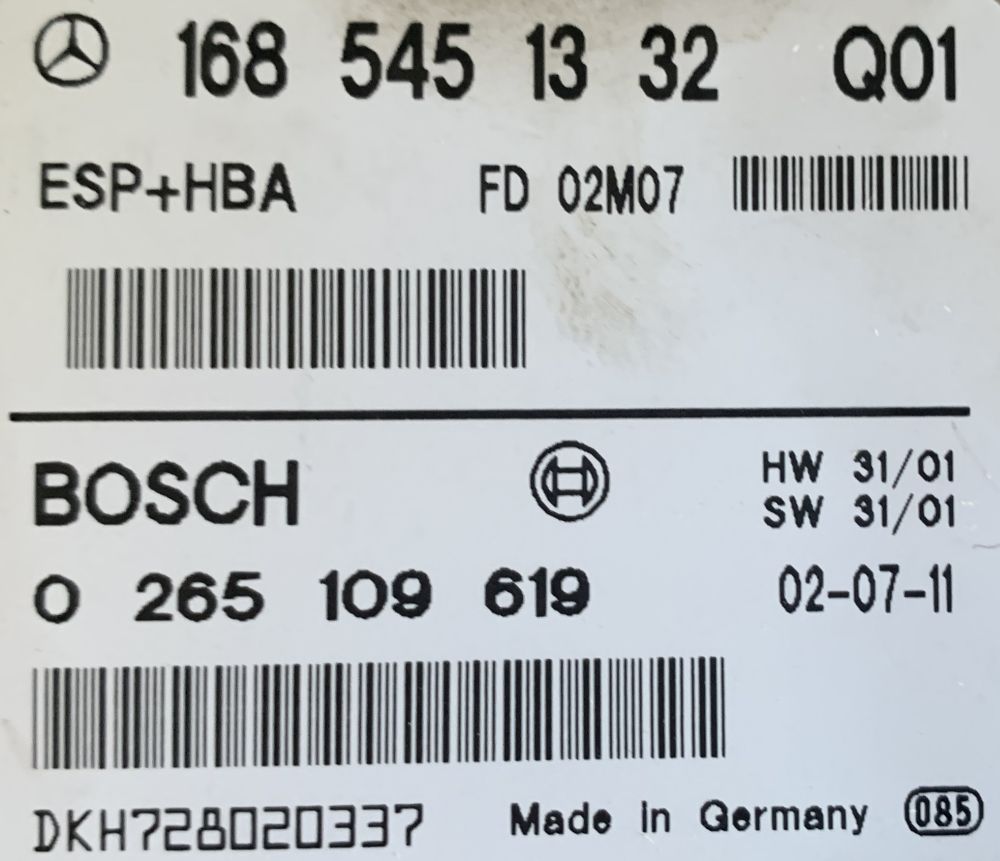 168 545 13 32 Q01
ESP+HBA FD 02M07
BOSCH HW 31/01
SW 31/01
0 265 109 619 02-07-11
DKH728020337 Made in Germany 085